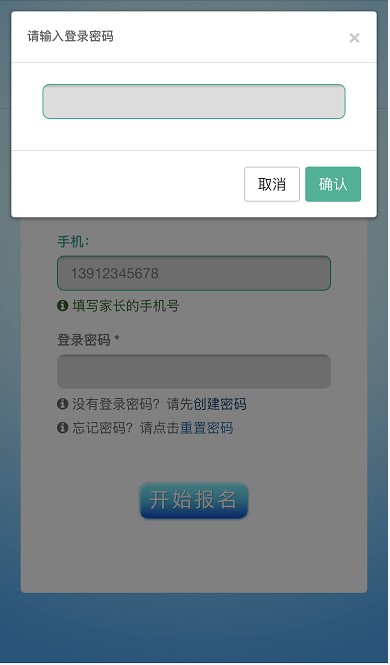 请输入登录密码
×
取消
确认
手机:
13912345678
填写家长的手机号
登录密码 *
没有登录密码？请先创建密码
忘记密码？请点击重置密码
开始报名